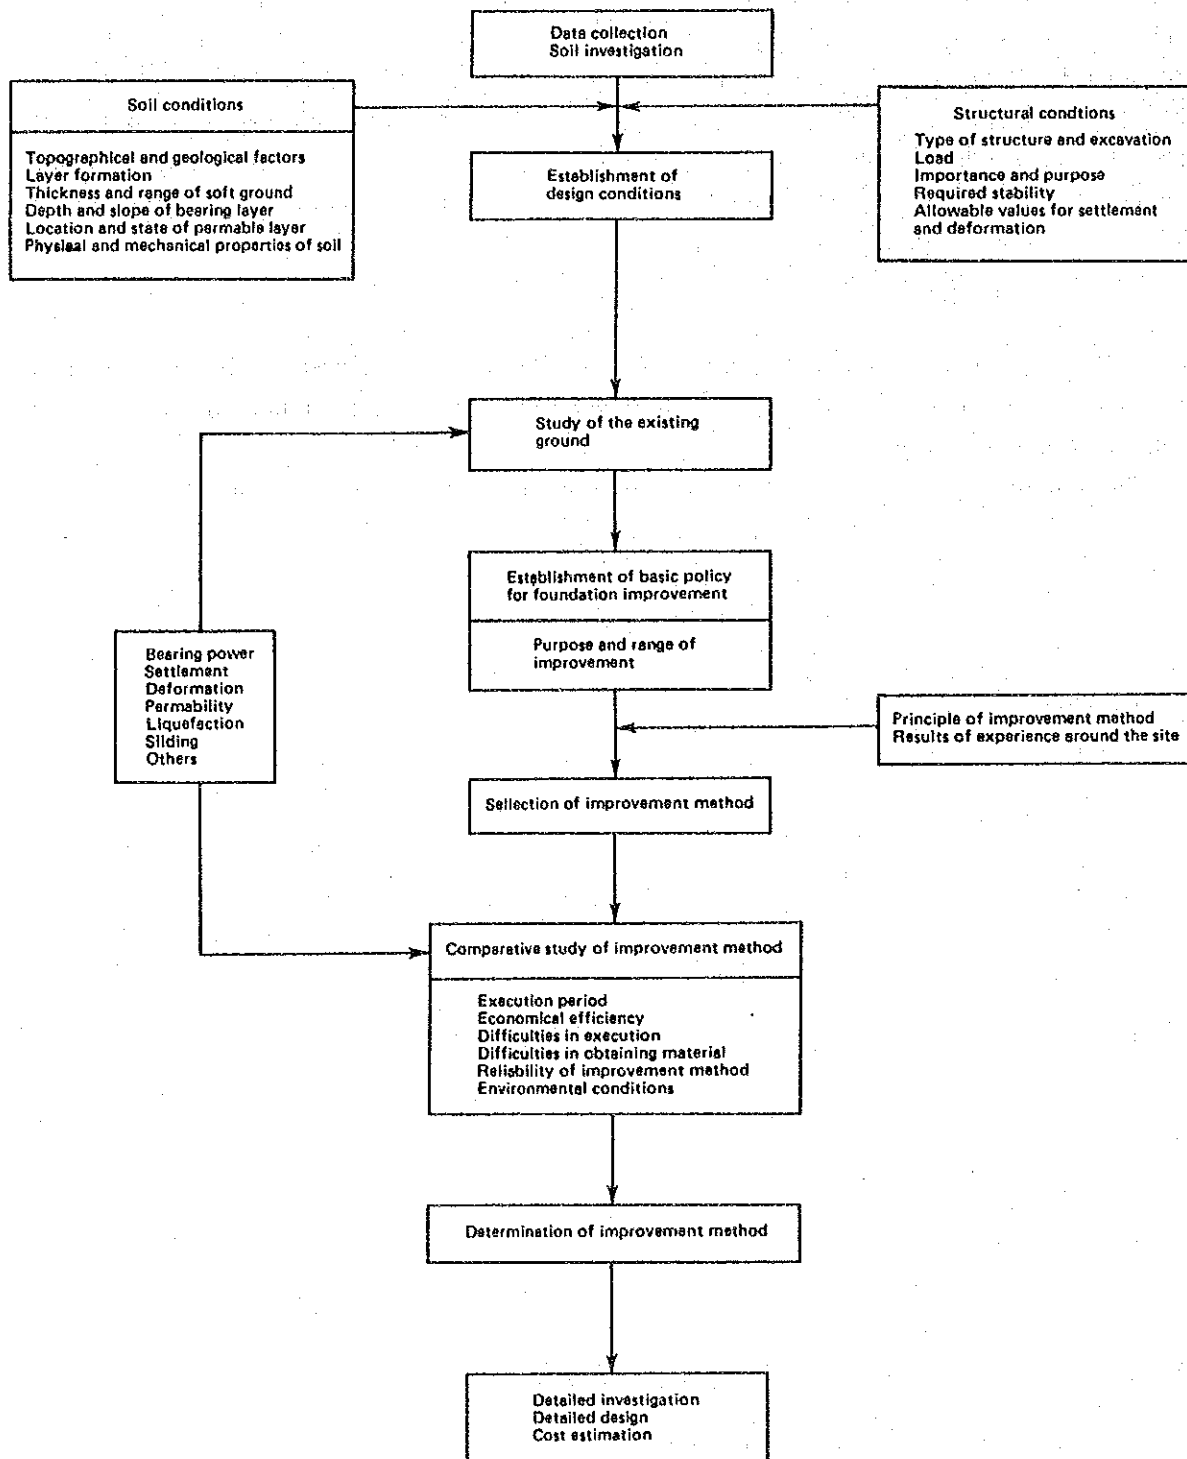 Data collection
Soil investigation
Soil conditions
Topographical and geological factors
Layer formation
Thickness and range of soft ground
Depth and slope of bearing layer
Location and state of permable layer
Physical and mechanical properties of soil
Structural condtions
Type of structure and excavation
Load
Importance and purpose
Required stability
Allowable values for settlement
and deformation
Establishment of
design conditions
Study of the existing
ground
Establishment of basic policy
for foundation improvement
Purpose and range of
improvement
Bearing power
Settlement
Deformation
Permability
Liquefaction
Sliding
Others
Principle of improvement method
Results of experience around the site
Sellection of improvement method
Comparative study of improvement method
Execution period
Economical efficiency
Difficulties in execution
Difficulties in obtaining material
Reliability of improvement method
Environmental conditions
Determination of improvement method
Detailed investigation
Detailed design
Cost estimation